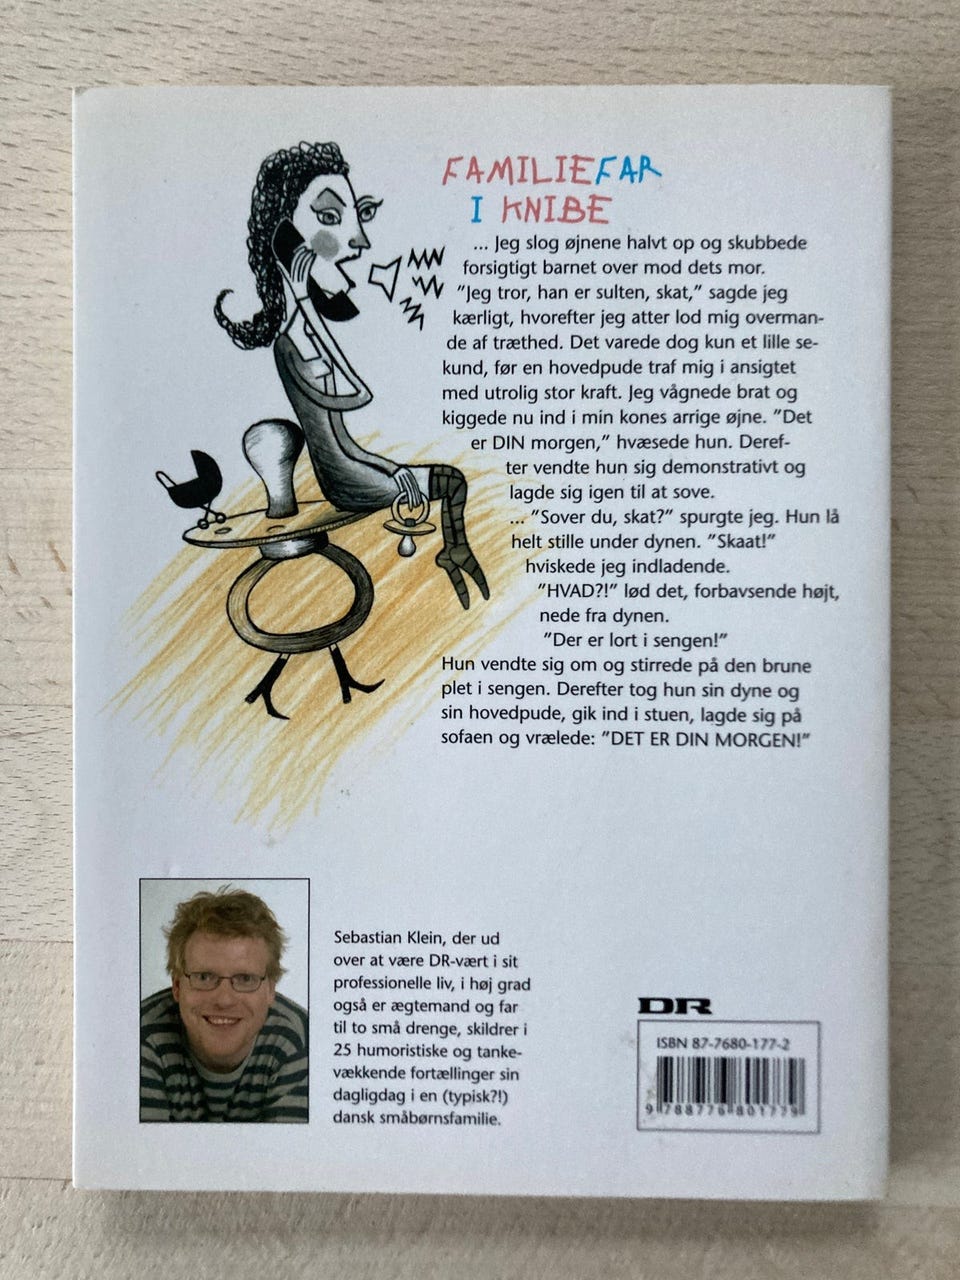 FAMILIEFAR
I KNIBE
... Jeg slog øjnene halvt op og skubbede
forsigtigt barnet over mod dets mor.
"Jeg tror, han er sulten, skat," sagde jeg
kærligt, hvorefter jeg atter lod mig overman-
de af træthed. Det varede dog kun et lille se-
kund, før en hovedpude traf mig i ansigtet
med utrolig stor kraft. Jeg vågnede brat og
kiggede nu ind i min kones arrige øjne. "Det
er DIN morgen," hvæsede hun. Deref-
ter vendte hun sig demonstrativt og
lagde sig igen til at sove.
... "Sover du, skat?" spurgte jeg. Hun lå
helt stille under dynen. "Skaat!"
hviskede jeg indladende.
"HVAD?!" lød det, forbavsende højt,
nede fra dynen.
"Der er lort i sengen!"
Hun vendte sig om og stirrede på den brune
plet i sengen. Derefter tog hun sin dyne og
sin hovedpude, gik ind i stuen, lagde sig på
sofaen og vrælede: "DET ER DIN MORGEN!"
Sebastian Klein, der ud
over at være DR-vært i sit
professionelle liv, i høj grad
også er ægtemand og far
til to små drenge, skildrer i
25 humoristiske og tanke-
vækkende fortællinger sin
dagligdag i en (typisk?!)
dansk småbørnsfamilie.
DR
ISBN 87-7680-177-2
9 788776 801779